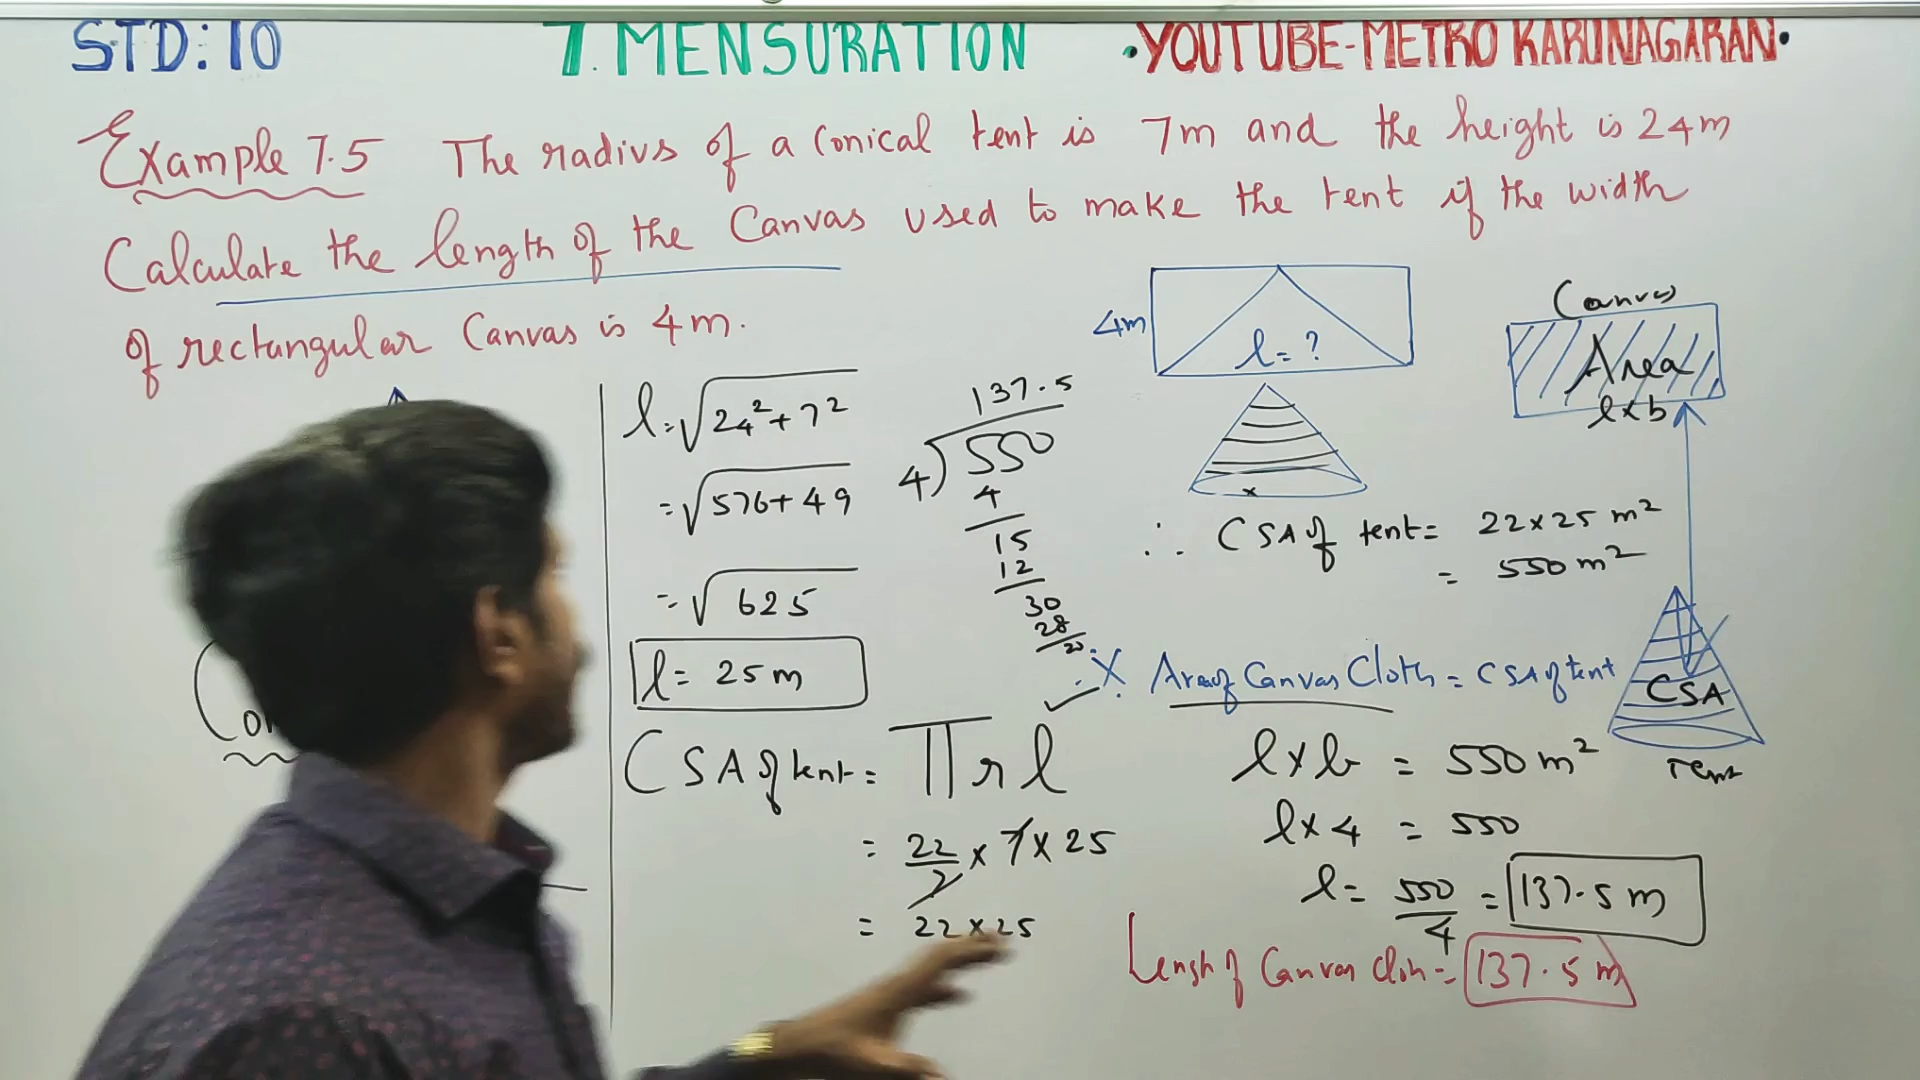 STD: 10
7. MENSURATION
·YOUTUBE-METRO KARUNAGARAN·
Example 7.5 The radius of a Conical tent is 7m and the height is 24m
Calculate the length of the Canvas used to make the tent if the width
of rectangular Canvas is 4m.
l=√24²+7²
=√576+49
=√625
l= 25m
CSA of tent= πrl
= 22/7 × 7 × 25
= 22×25
137.5
4)550
4
15
12
30
28
20
4m
l= ?
∴ CSA of tent= 22×25 m²
= 550 m²
Area of Canvas Cloth = CSA of tent
l×b = 550 m²
l×4 = 550
l= 550/4 = 137.5 m
Length of Canvas cloth= 137.5 m
Canvas
Area
l×b
CSA
Tent